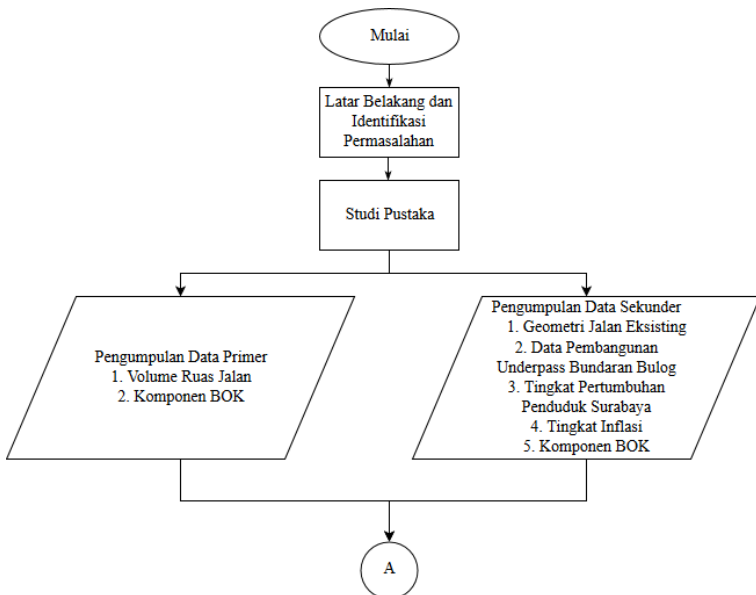 Mulai
Latar Belakang dan
Identifikasi
Permasalahan
Studi Pustaka
Pengumpulan Data Primer
1. Volume Ruas Jalan
2. Komponen BOK
Pengumpulan Data Sekunder
1. Geometri Jalan Eksisting
2. Data Pembangunan
Underpass Bundaran Bulog
3. Tingkat Pertumbuhan
Penduduk Surabaya
4. Tingkat Inflasi
5. Komponen BOK
A